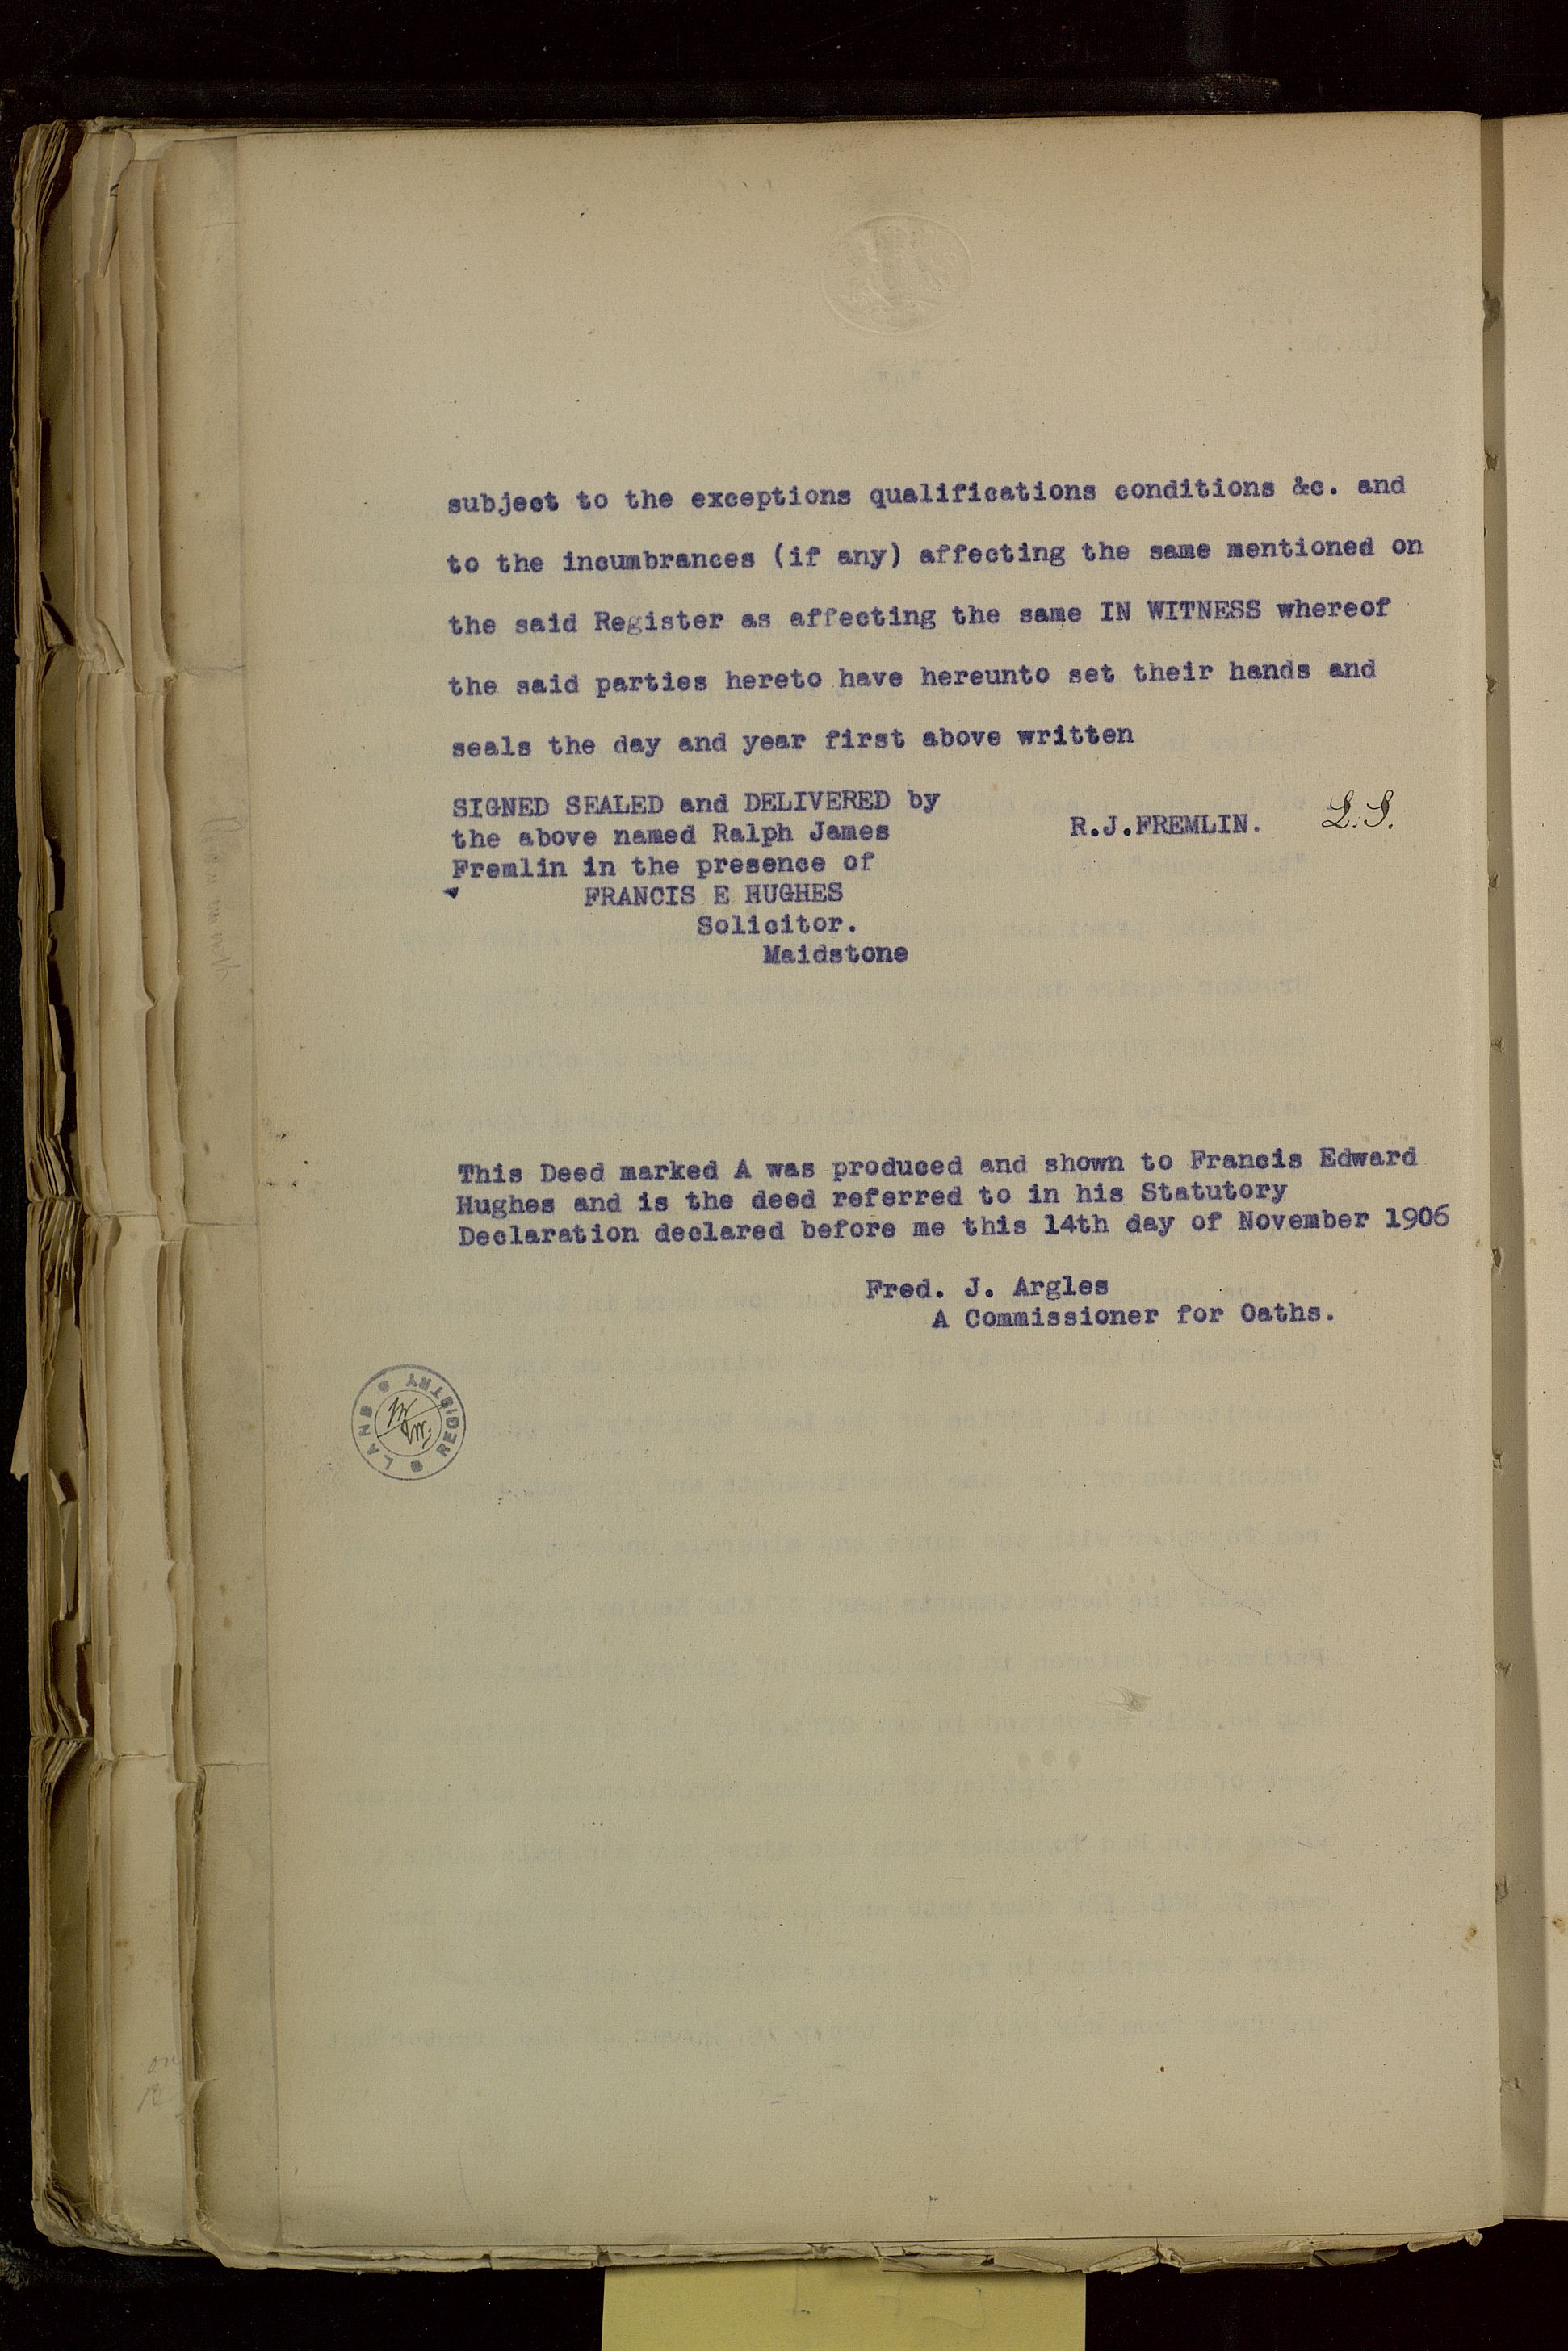 subject to the exceptions qualifications conditions &c. and
to the incumbrances (if any) affecting the same mentioned on
the said Register as affecting the same IN WITNESS whereof
the said parties hereto have hereunto set their hands and
seals the day and year first above written
SIGNED SEALED and DELIVERED by
the above named Ralph James
Fremlin in the presence of
FRANCIS E HUGHES
Solicitor.
Maidstone
R.J.FREMLIN. L.S.
This Deed marked A was produced and shown to Francis Edward
Hughes and is the deed referred to in his Statutory
Declaration declared before me this 14th day of November 1906
Fred. J. Argles
A Commissioner for Oaths.
LAND REGISTRY